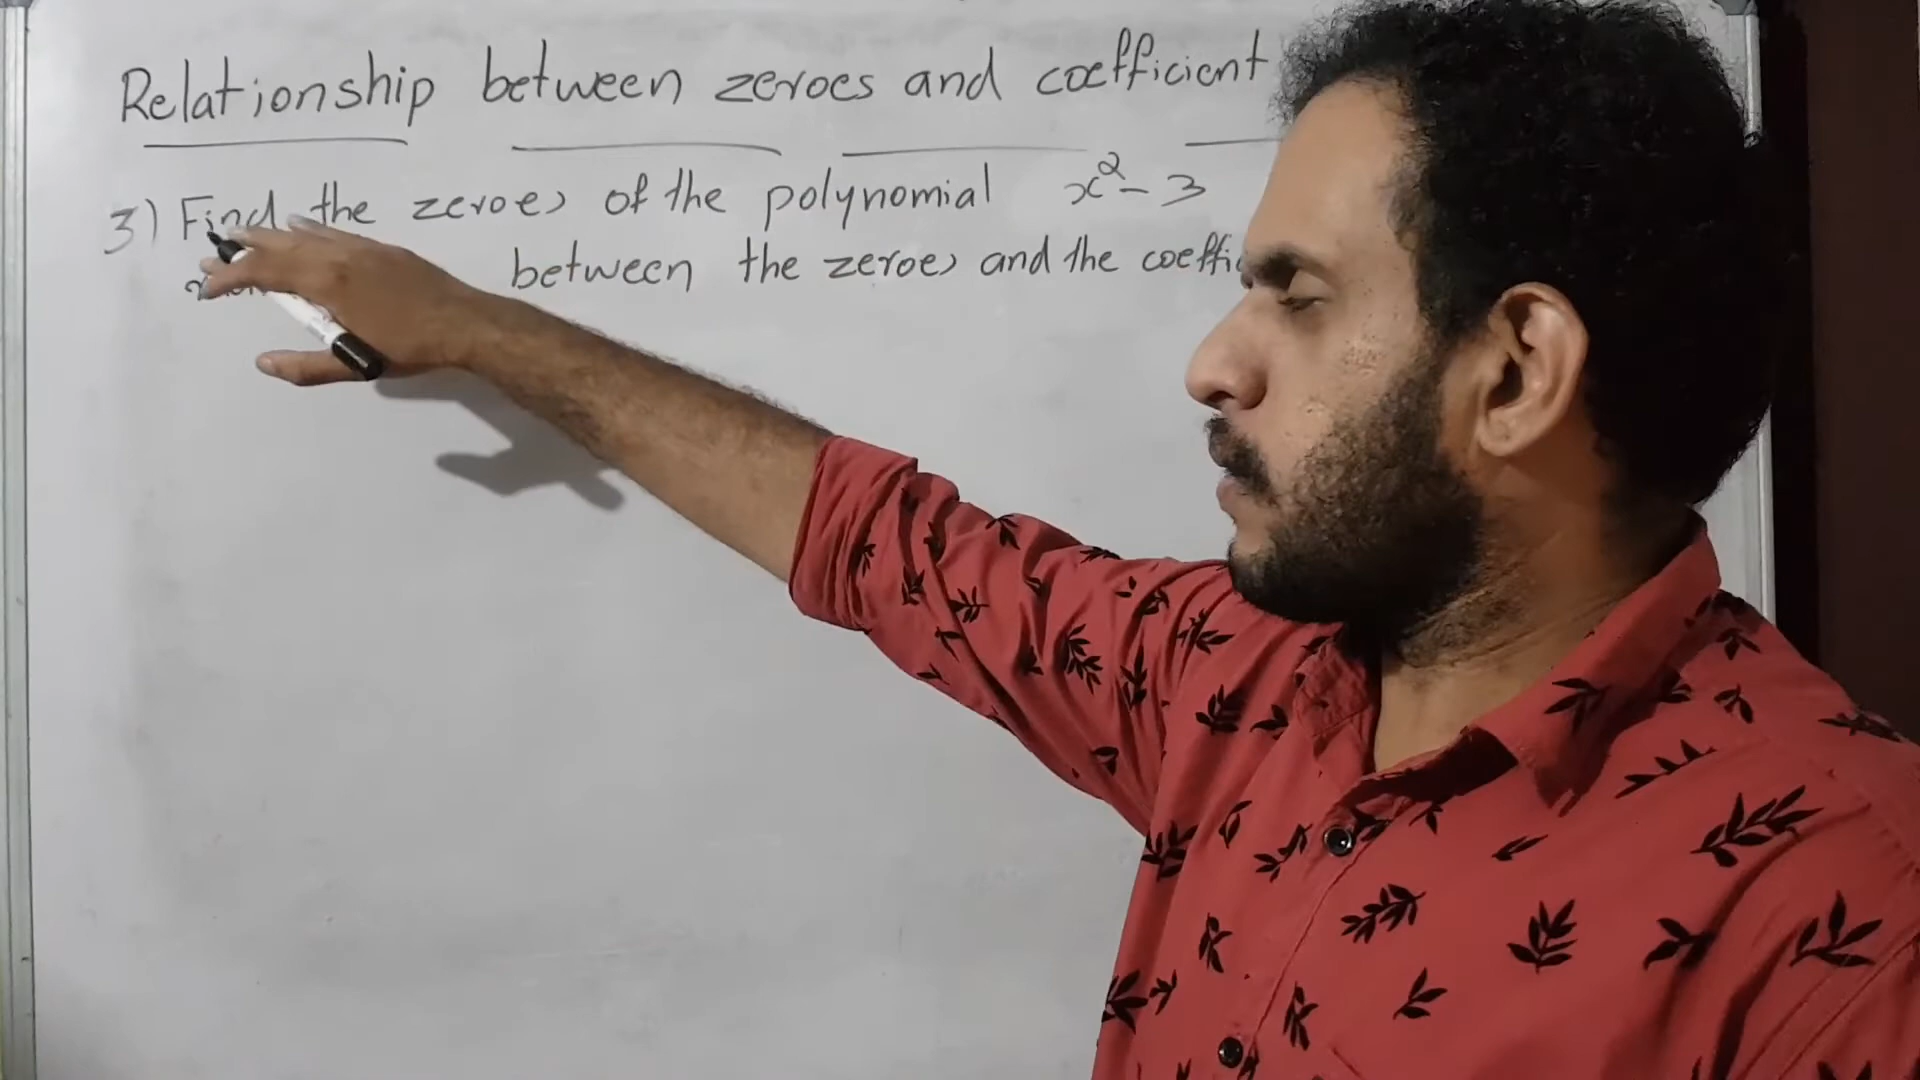 Relationship between zeroes and coefficient
3) Find the zeroes of the polynomial x² - 3
between the zeroes and the